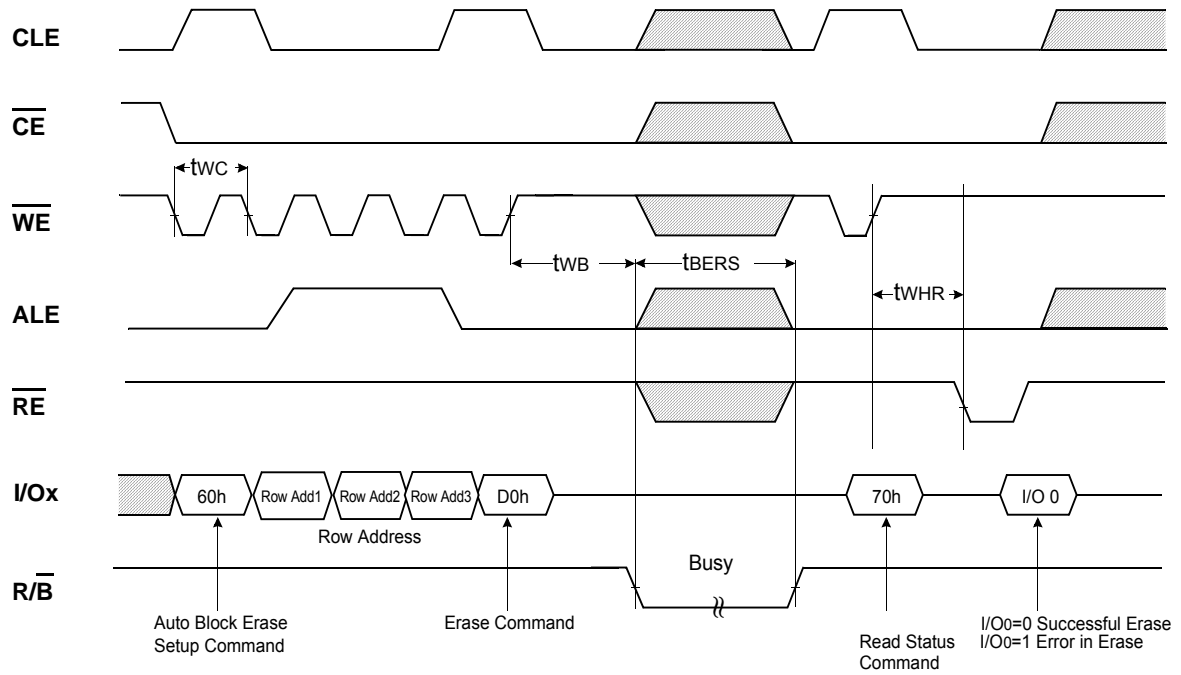 CLE
CE
tWC
WE
tWB
tBERS
tWHR
ALE
RE
I/Ox
60h
Row Add1
Row Add2
Row Add3
D0h
70h
I/O 0
Row Address
R/B
Busy
Auto Block Erase
Setup Command
Erase Command
Read Status
Command
I/O0=0 Successful Erase
I/O0=1 Error in Erase